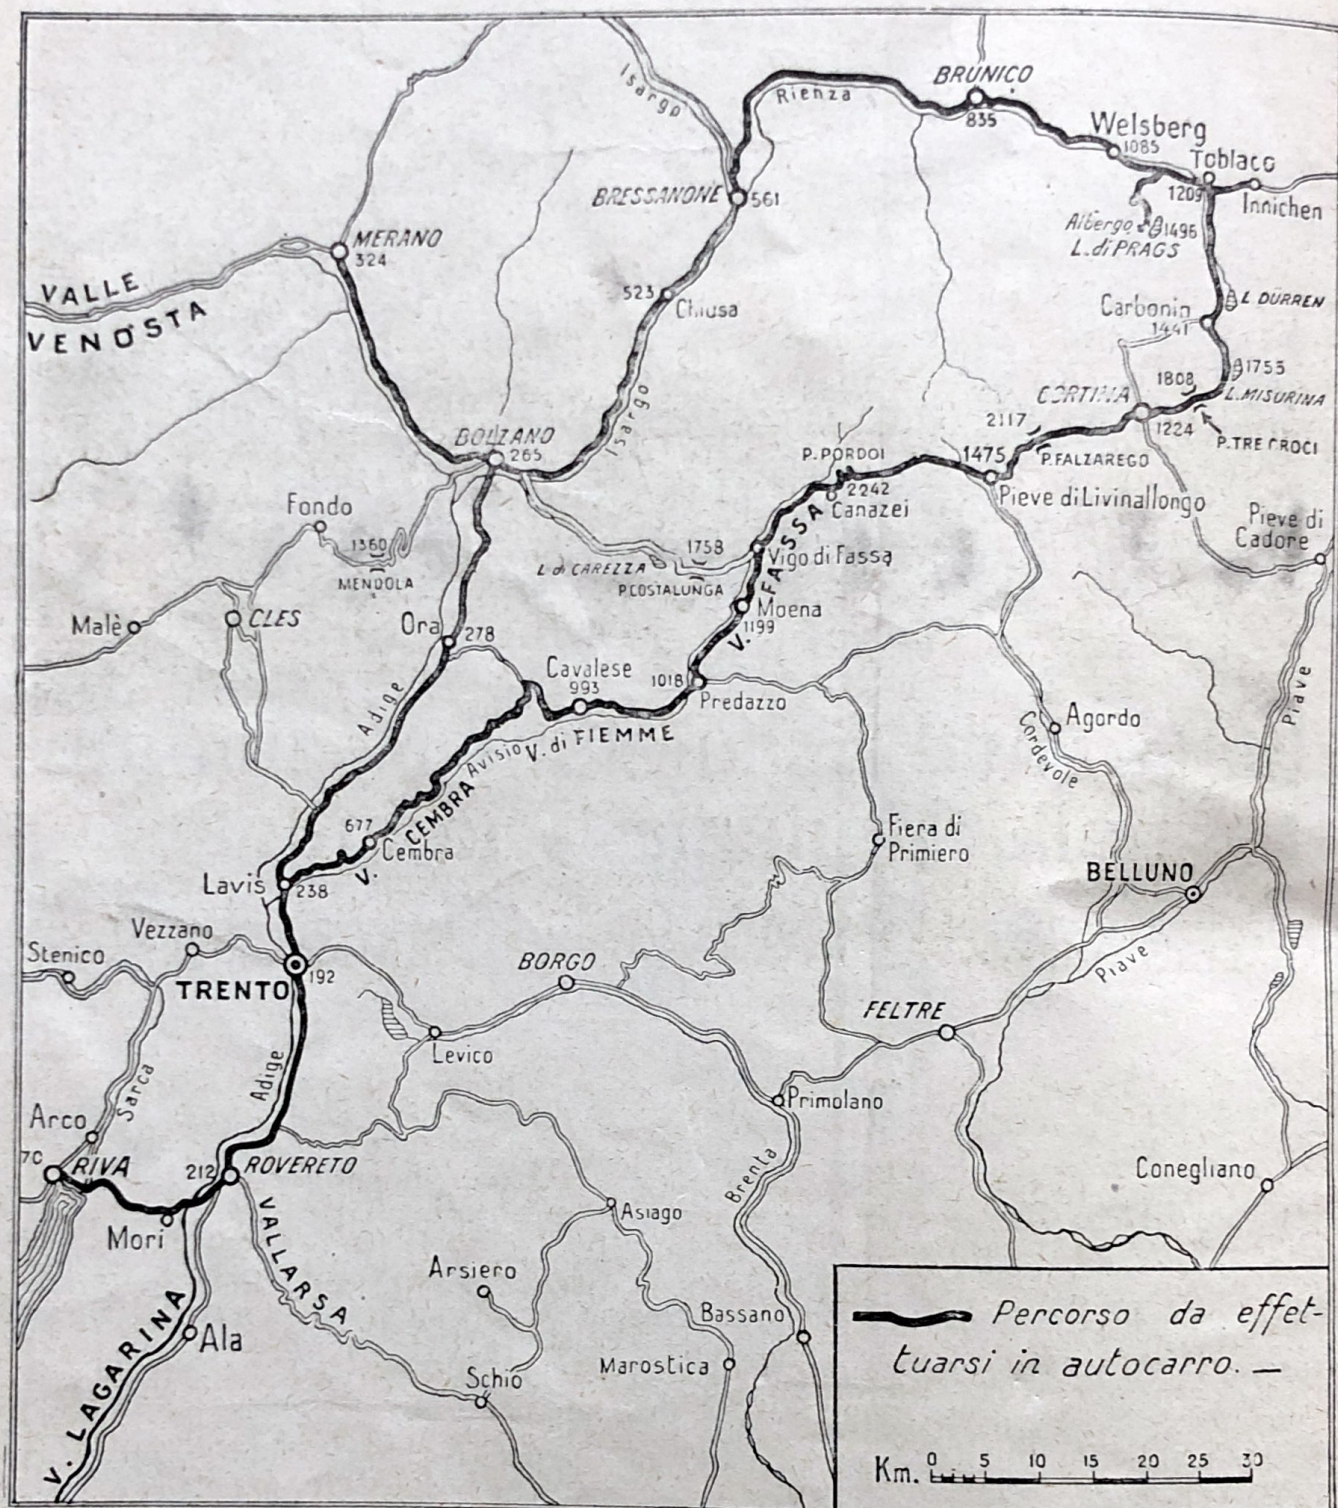 Isargo
Rienza
BRUNICO
835
Welsberg
1085
Toblaco
1209
Innichen
BRESSANONE
561
Albergo
1496
L. di PRAGS
MERANO
324
VALLE
VENOSTA
523
Chiusa
Carbonin
1441
L. DÜRREN
1755
1808
L. MISURINA
CORTINA
1224
P. TRE CROCI
2117
P. FALZAREGO
Isargo
BOLZANO
265
P. PORDOI
2242
Canazei
1475
Pieve di Livinallongo
Pieve di
Cadore
Fondo
1360
MENDOLA
1758
L. di CAREZZA
P. COSTALUNGA
Vigo di Fassa
V. FASSA
Malè
CLES
Ora
278
Moena
1199
Cavalese
993
1018
Predazzo
Adige
Avisio
V. di FIEMME
Agordo
Cordevole
Piave
677
Cembra
V. CEMBRA
Fiera di
Primiero
Lavis
238
BELLUNO
Vezzano
Stenico
TRENTO
192
BORGO
Piave
FELTRE
Levico
Adige
Sarca
Arco
70
RIVA
212
ROVERETO
Primolano
Brenta
Conegliano
Mori
VALLARSA
Asiago
Arsiero
V. LAGARINA
Ala
Bassano
Marostica
Schio
Percorso da effet-
tuarsi in autocarro. —
Km. 0 5 10 15 20 25 30